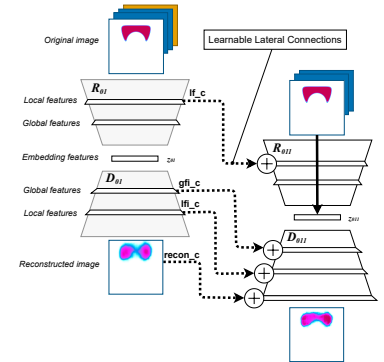 Original image
Learnable Lateral Connections
R01
lf_c
Local features
Global features
R011
Embedding features
z01
D01
Global features
gfi_c
z011
Local features
lfi_c
D011
Reconstructed image
recon_c